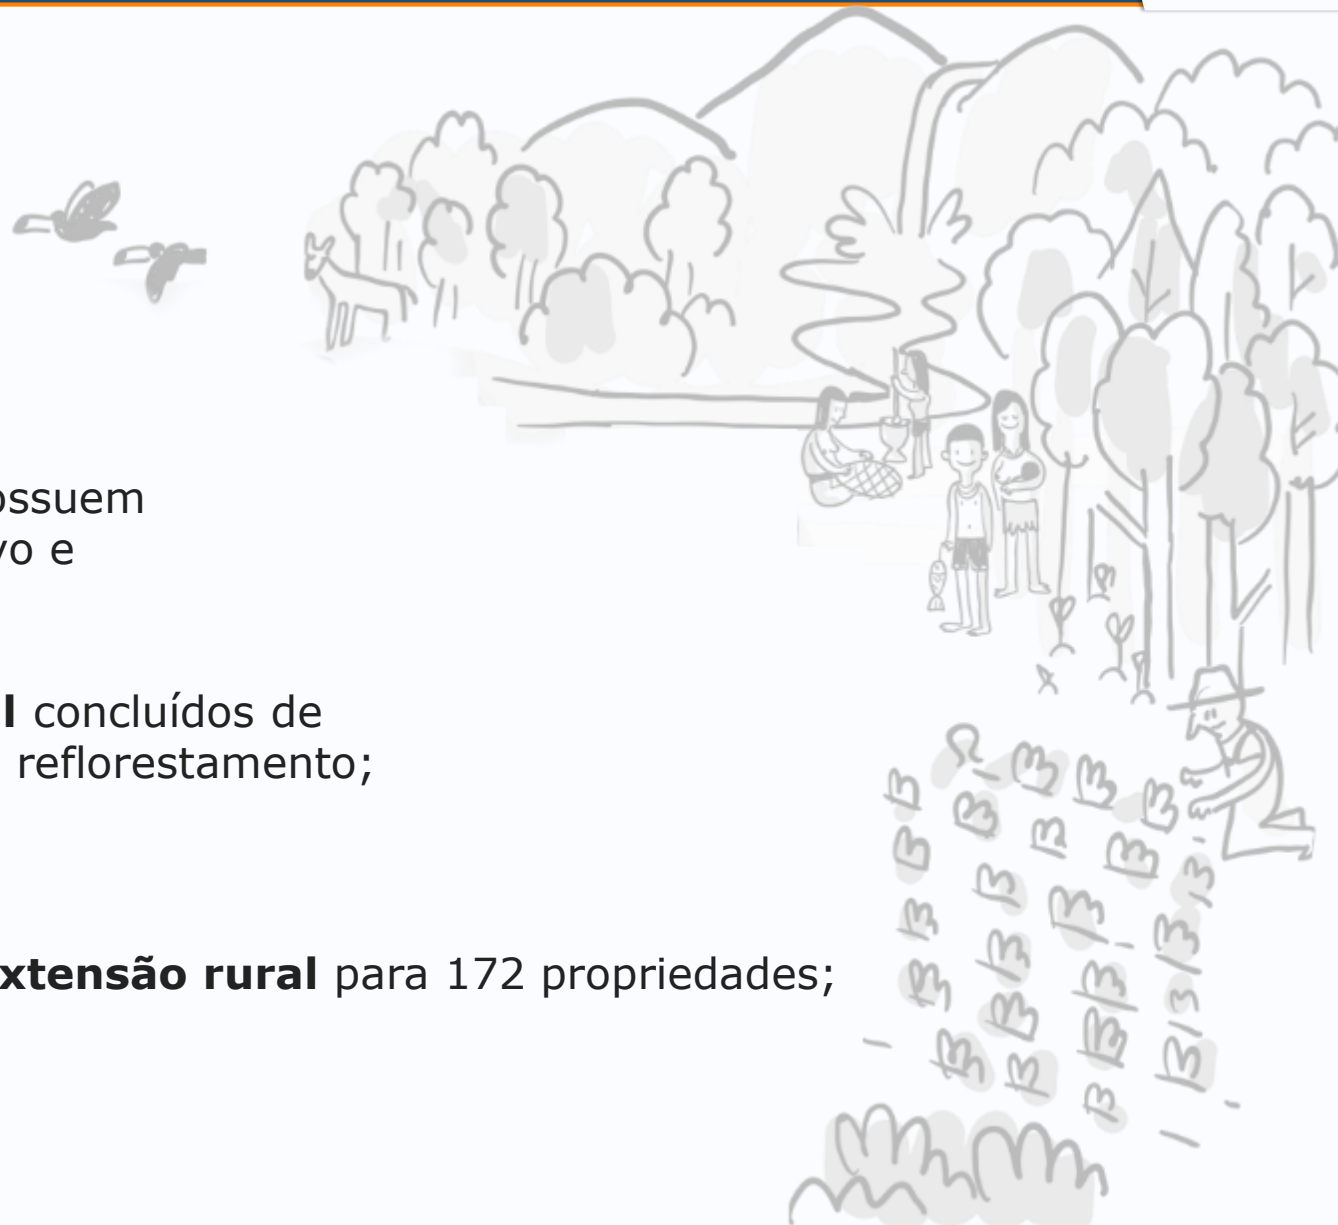 ossuem
vo e
l concluídos de
reflorestamento;
xtensão rural para 172 propriedades;